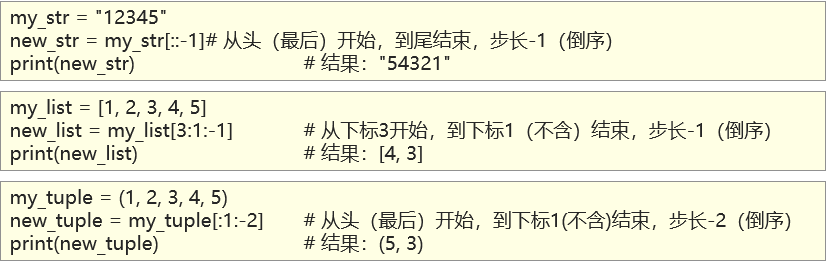 my_str = "12345"
new_str = my_str[::-1]# 从头（最后）开始，到尾结束，步长-1（倒序）
print(new_str) # 结果："54321"
my_list = [1, 2, 3, 4, 5]
new_list = my_list[3:1:-1] # 从下标3开始，到下标1（不含）结束，步长-1（倒序）
print(new_list) # 结果：[4, 3]
my_tuple = (1, 2, 3, 4, 5)
new_tuple = my_tuple[:1:-2] # 从头（最后）开始，到下标1(不含)结束，步长-2（倒序）
print(new_tuple) # 结果：(5, 3)